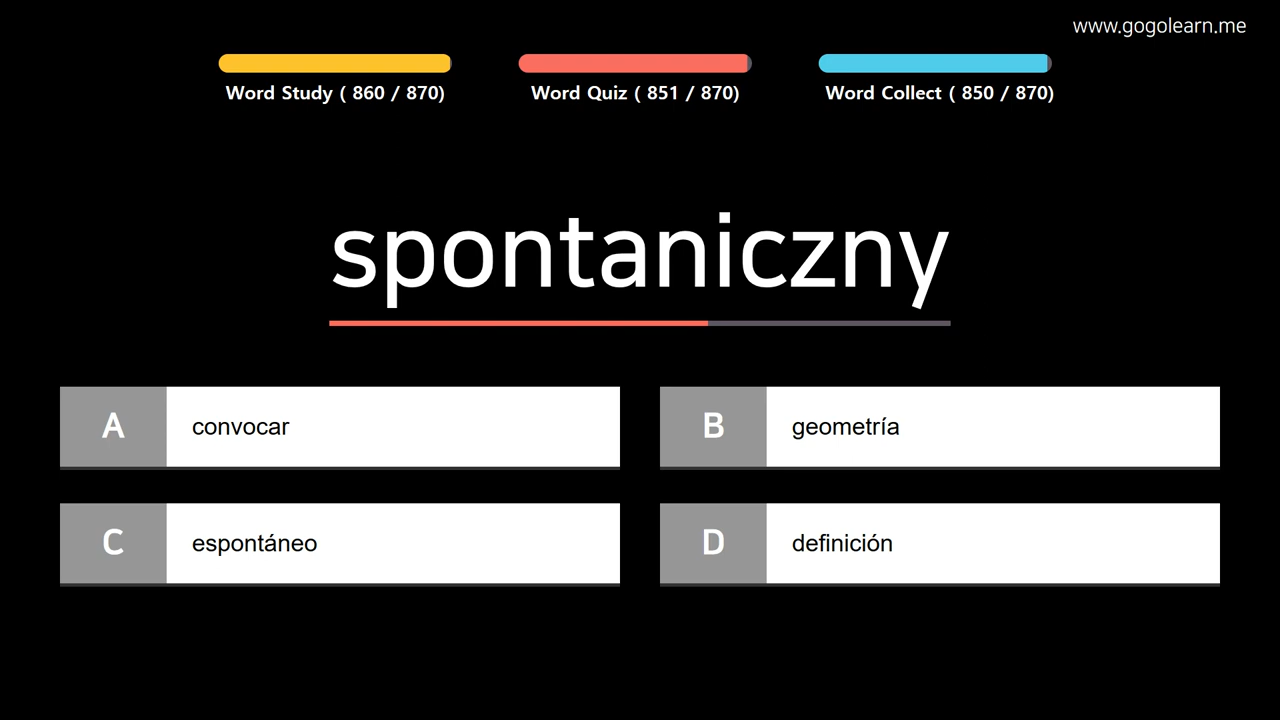 www.gogolearn.me
Word Study ( 860 / 870)
Word Quiz ( 851 / 870)
Word Collect ( 850 / 870)
spontaniczny
A
convocar
B
geometría
C
espontáneo
D
definición